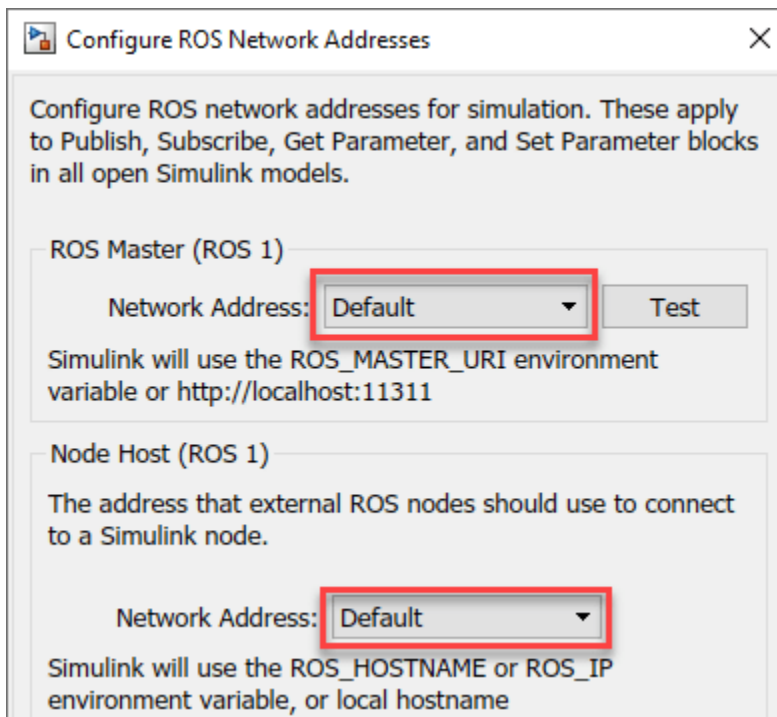 Configure ROS Network Addresses
Configure ROS network addresses for simulation. These apply
to Publish, Subscribe, Get Parameter, and Set Parameter blocks
in all open Simulink models.
ROS Master (ROS 1)
Network Address: Default Test
Simulink will use the ROS_MASTER_URI environment
variable or http://localhost:11311
Node Host (ROS 1)
The address that external ROS nodes should use to connect
to a Simulink node.
Network Address: Default
Simulink will use the ROS_HOSTNAME or ROS_IP
environment variable, or local hostname